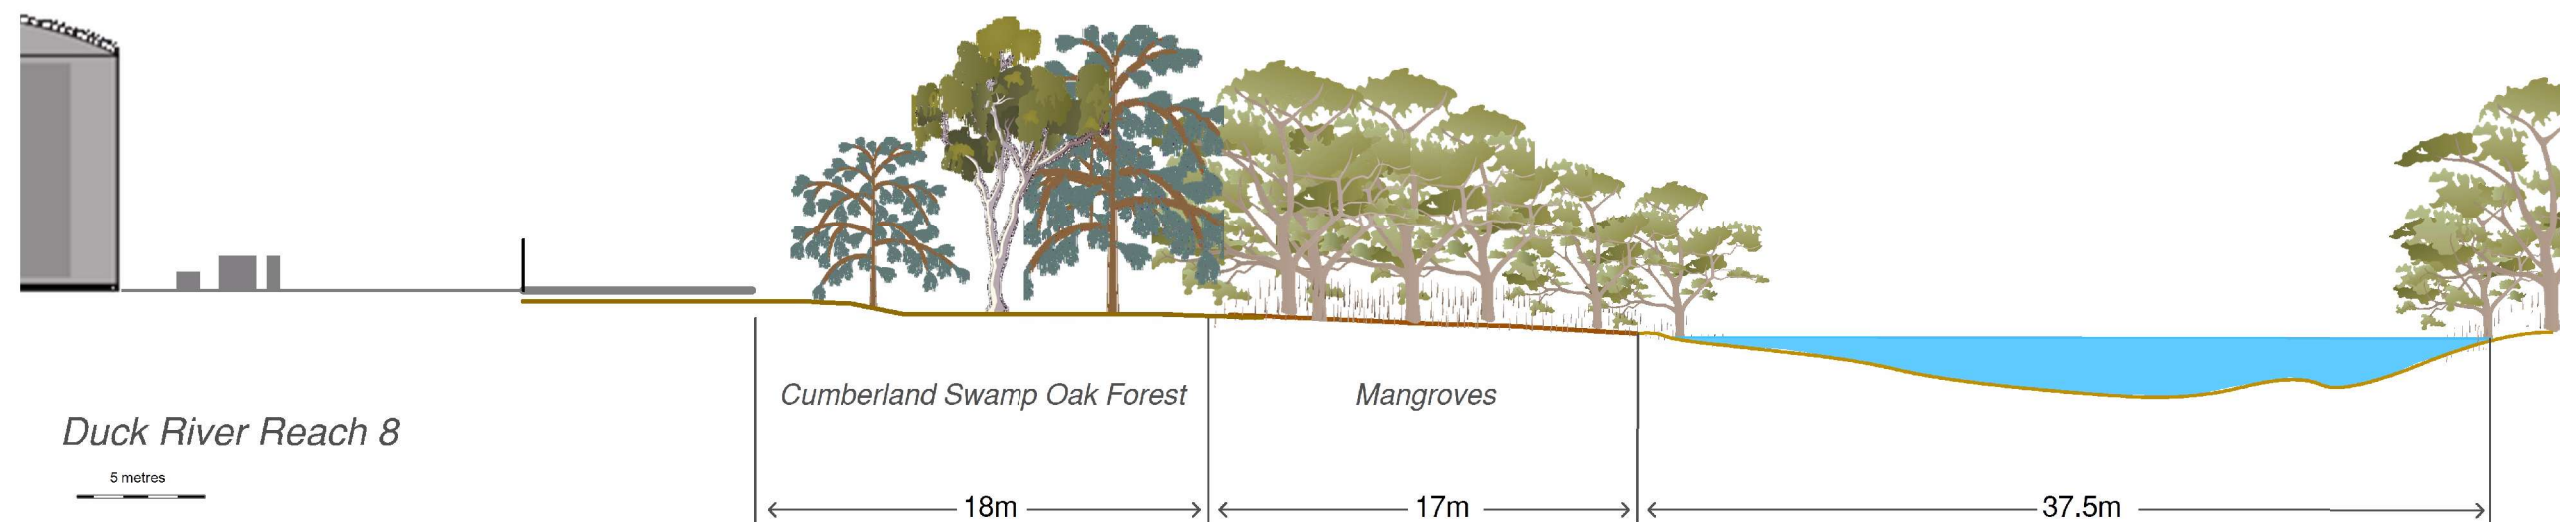 Cumberland Swamp Oak Forest
Mangroves
Duck River Reach 8
5 metres
18m
17m
37.5m